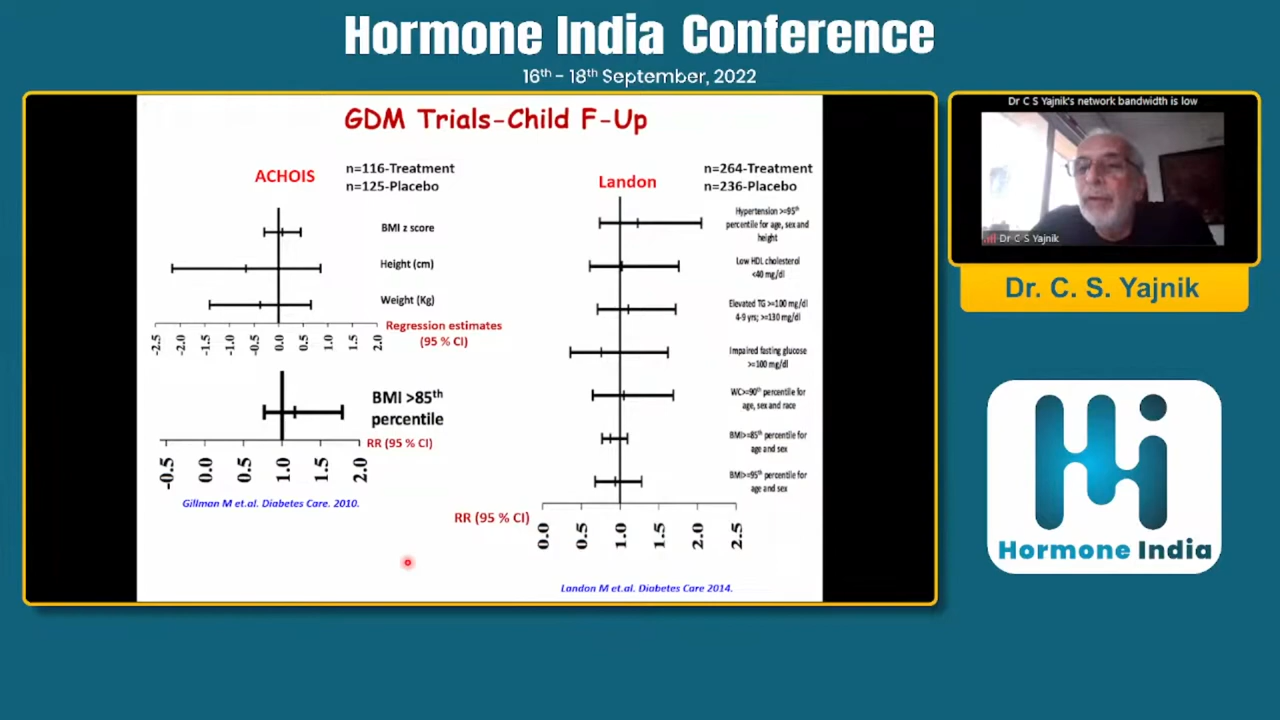 Hormone India Conference
16th - 18th September, 2022
GDM Trials-Child F-Up
ACHOIS
n=116-Treatment
n=125-Placebo
BMI z score
Height (cm)
Weight (Kg)
Regression estimates
(95 % CI)
-2.5
-2.0
-1.5
-1.0
-0.5
0.0
0.5
1.0
1.5
2.0
BMI >85th
percentile
RR (95 % CI)
-0.5
0.0
0.5
1.0
1.5
2.0
Gillman M et.al. Diabetes Care. 2010.
Landon
n=264-Treatment
n=236-Placebo
Hypertension >=95th
percentile for age, sex and
height
Low HDL cholesterol
<40 mg/dl
Elevated TG >=100 mg/dl
4-9 yrs; >=130 mg/dl
Impaired fasting glucose
>=100 mg/dl
WC>=90th percentile for
age, sex and race
BMI>=85th percentile for
age and sex
BMI>=95th percentile for
age and sex
RR (95 % CI)
0.0
0.5
1.0
1.5
2.0
2.5
Landon M et.al. Diabetes Care 2014.
Dr C S Yajnik's network bandwidth is low
Dr C S Yajnik
Dr. C. S. Yajnik
Hormone India